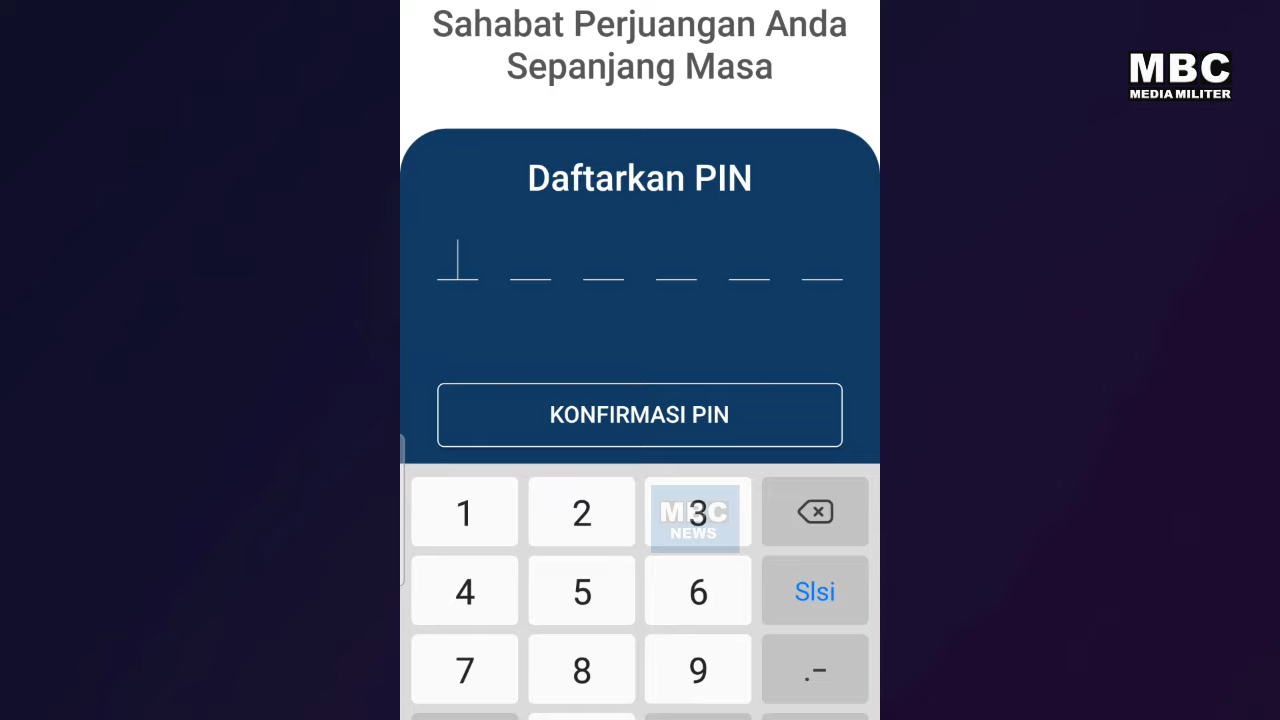 Sahabat Perjuangan Anda
Sepanjang Masa
MBC
MEDIA MILITER
Daftarkan PIN
KONFIRMASI PIN
1 2 3
MBC
NEWS
4 5 6 Slsi
7 8 9 .-